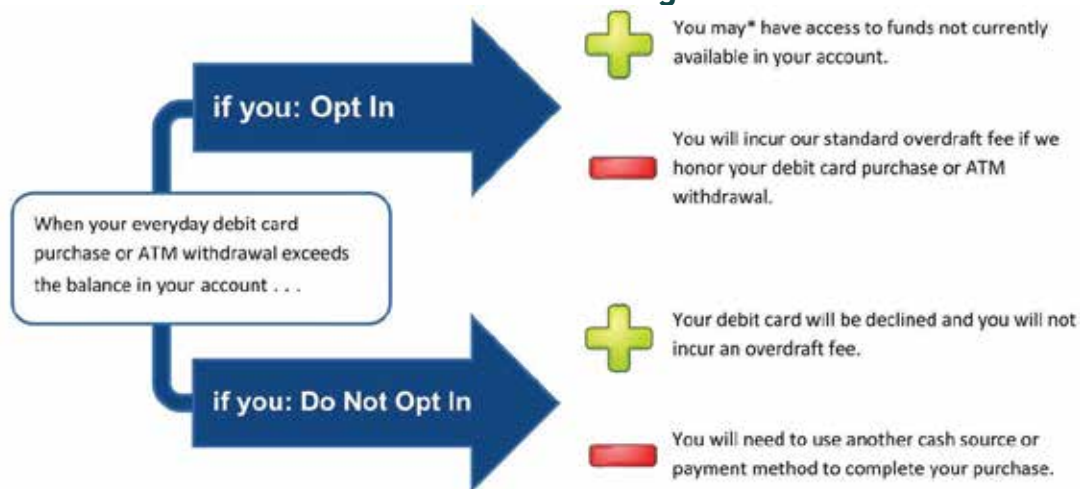 You may* have access to funds not currently
available in your account.
if you: Opt In
You will incur our standard overdraft fee if we
honor your debit card purchase or ATM
withdrawal.
When your everyday debit card
purchase or ATM withdrawal exceeds
the balance in your account . . .
Your debit card will be declined and you will not
incur an overdraft fee.
if you: Do Not Opt In
You will need to use another cash source or
payment method to complete your purchase.